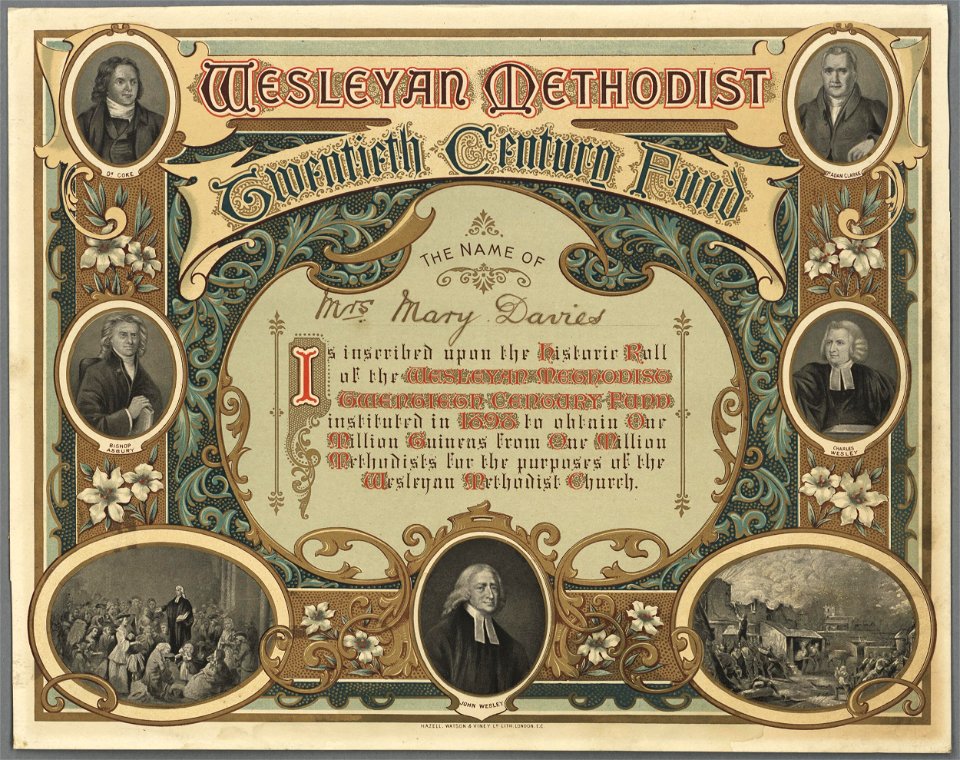 WESLEYAN METHODIST
Twentieth Century Fund
DR COKE
DR ADAM CLARKE
THE NAME OF
Mrs Mary Davies
Is inscribed upon the Historic Roll
of the WESLEYAN METHODIST
TWENTIETH CENTURY FUND
instituted in 1898 to obtain One
Million Guineas from One Million
Methodists for the purposes of the
Wesleyan Methodist Church.
BISHOP
ASBURY
CHARLES
WESLEY
JOHN WESLEY
HAZELL, WATSON & VINEY LD LITH, LONDON, E.C.